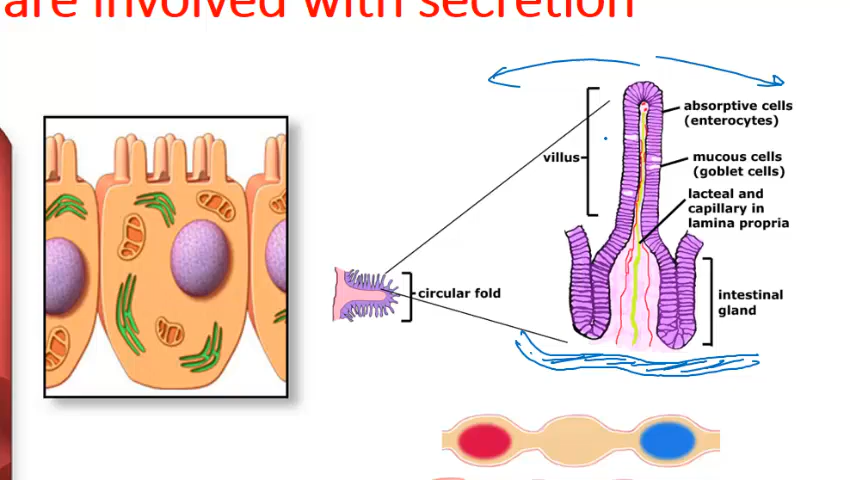 are involved with secretion
absorptive cells
(enterocytes)
villus
mucous cells
(goblet cells)
lacteal and
capillary in
lamina propria
circular fold
intestinal
gland